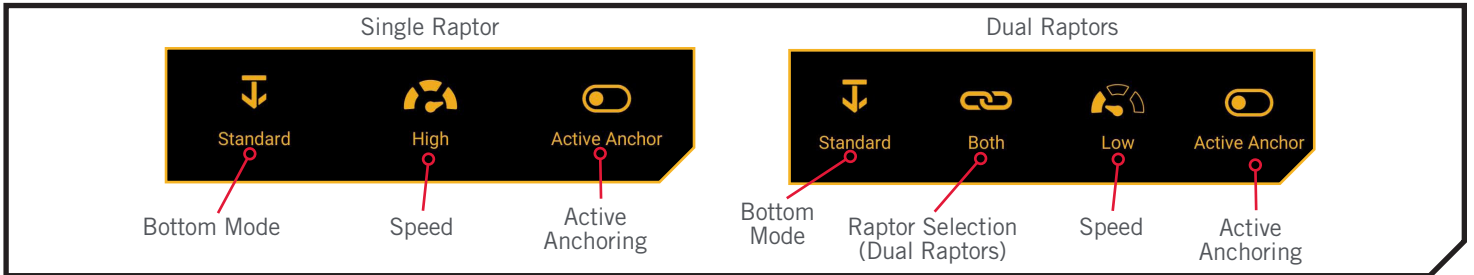 Single Raptor
Standard
High
Active Anchor
Bottom Mode
Speed
Active
Anchoring
Dual Raptors
Standard
Both
Low
Active Anchor
Bottom
Mode
Raptor Selection
(Dual Raptors)
Speed
Active
Anchoring